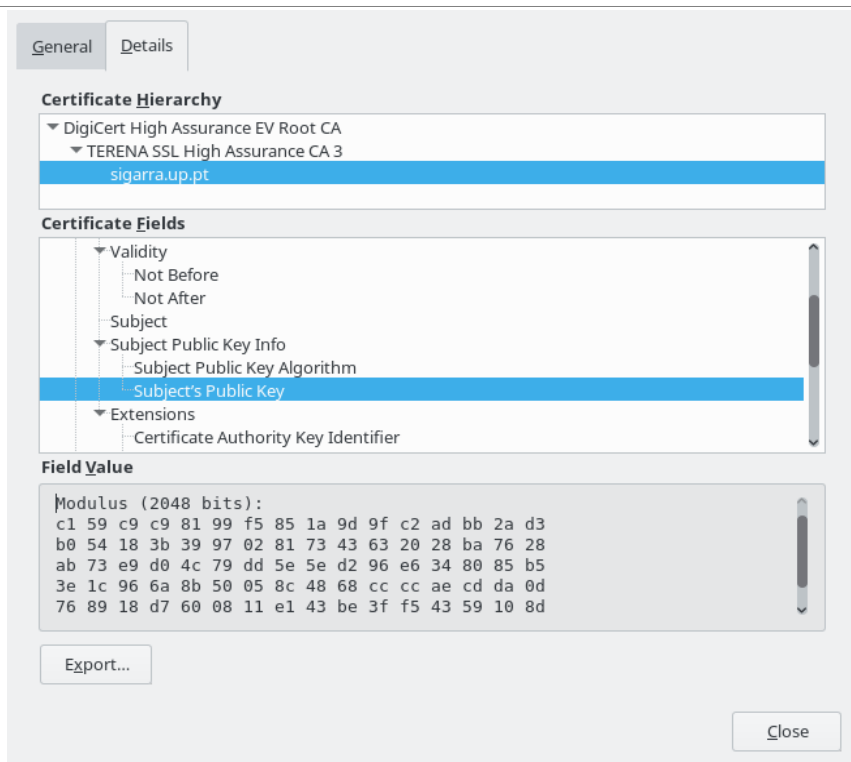 General Details
Certificate Hierarchy
DigiCert High Assurance EV Root CA
TERENA SSL High Assurance CA 3
sigarra.up.pt
Certificate Fields
Validity
Not Before
Not After
Subject
Subject Public Key Info
Subject Public Key Algorithm
Subject's Public Key
Extensions
Certificate Authority Key Identifier
Field Value
Modulus (2048 bits):
c1 59 c9 c9 81 99 f5 85 1a 9d 9f c2 ad bb 2a d3
b0 54 18 3b 39 97 02 81 73 43 63 20 28 ba 76 28
ab 73 e9 d0 4c 79 dd 5e 5e d2 96 e6 34 80 85 b5
3e 1c 96 6a 8b 50 05 8c 48 68 cc cc ae cd da 0d
76 89 18 d7 60 08 11 e1 43 be 3f f5 43 59 10 8d
Export...
Close